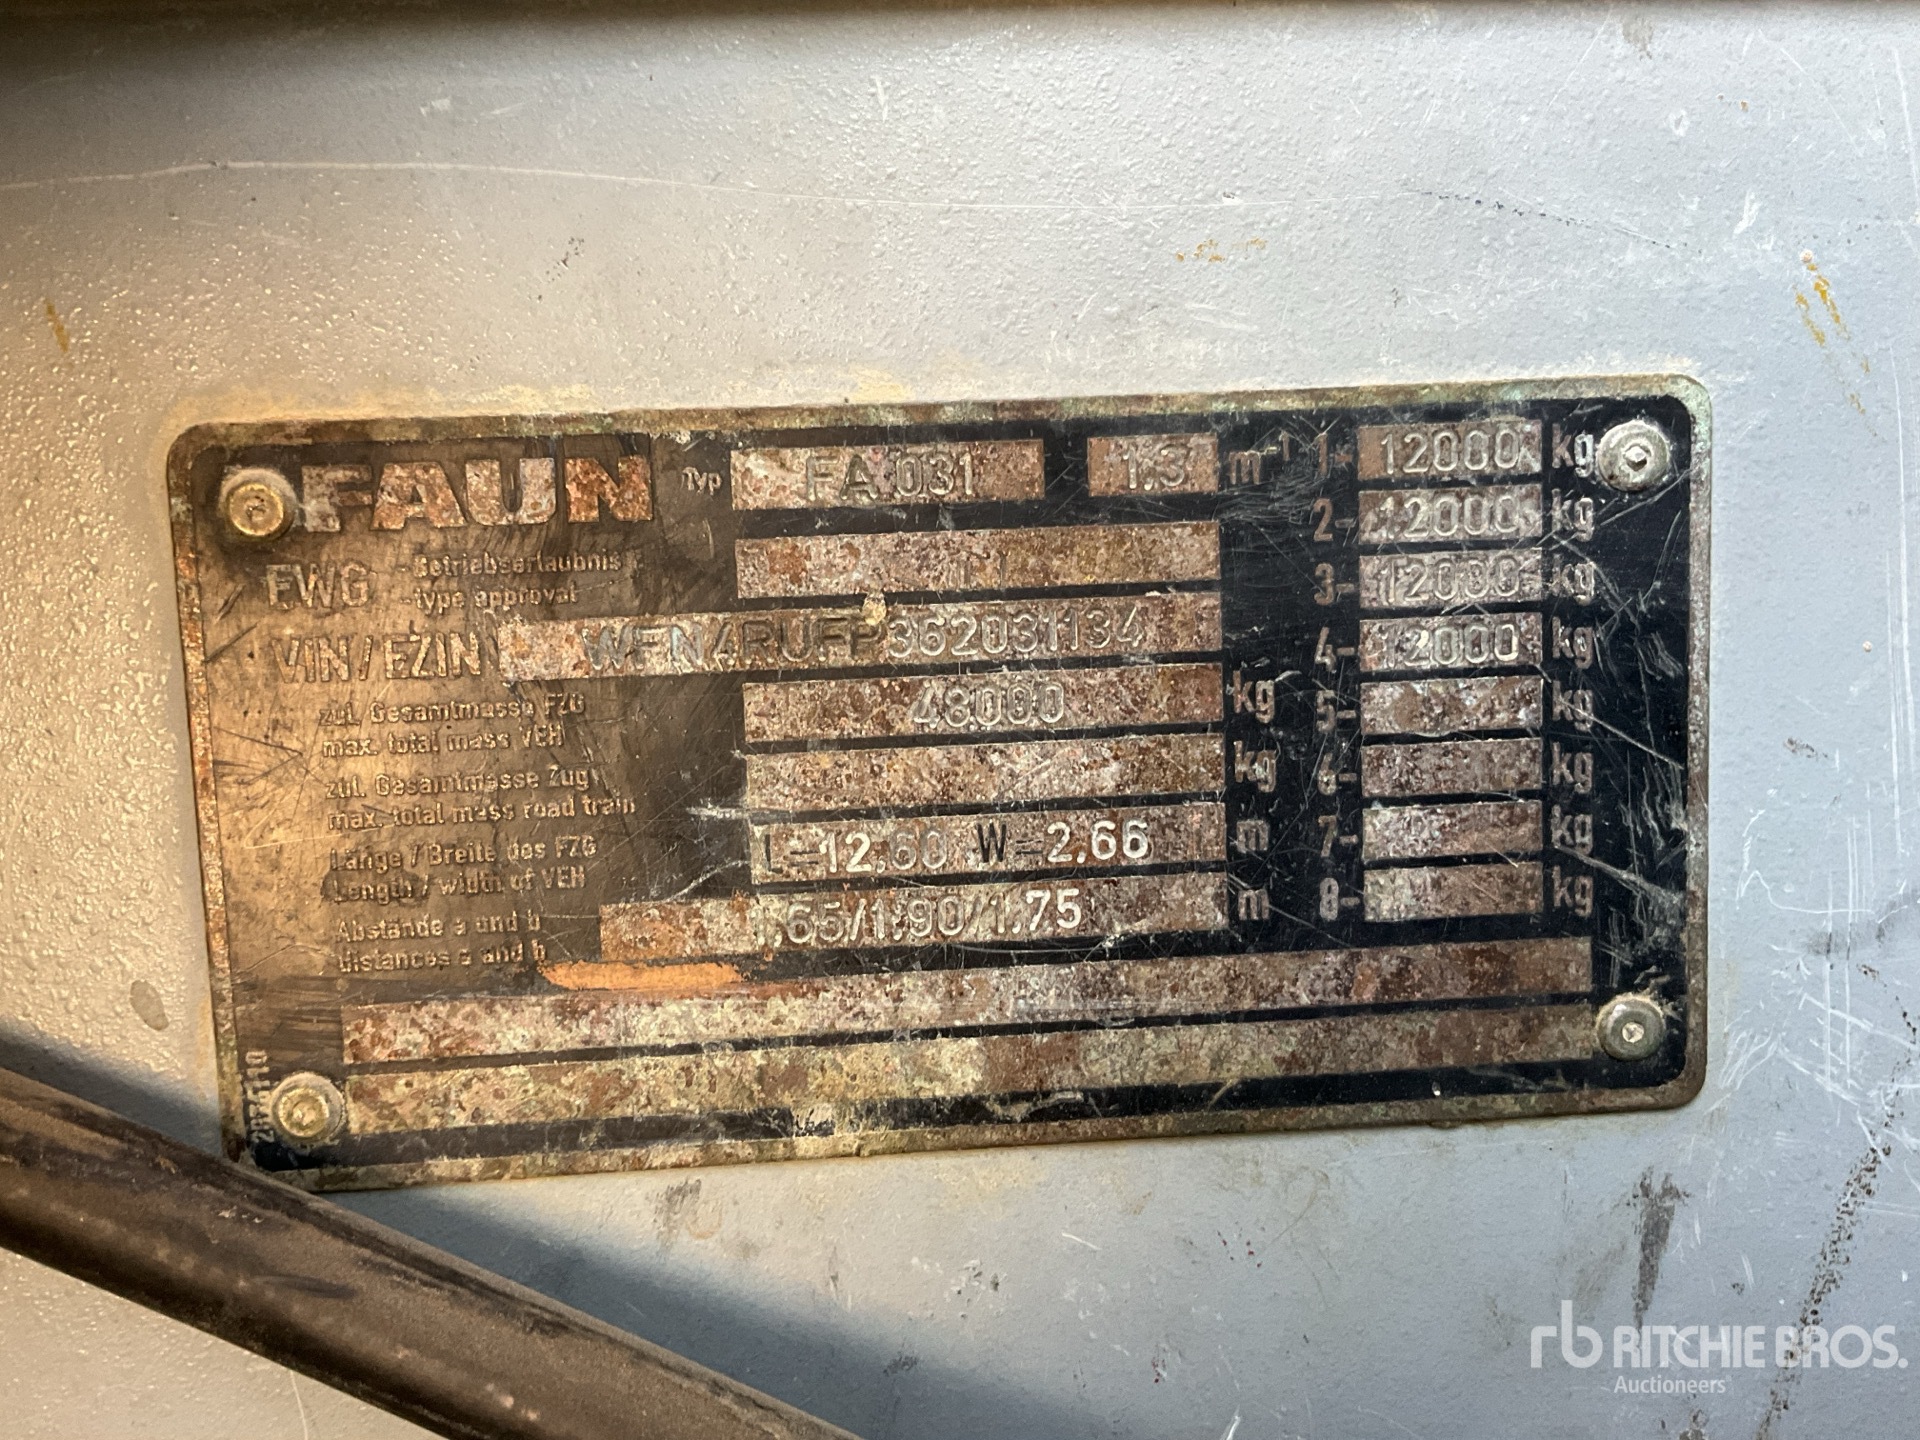 FAUN Typ FA 031 1.3 m⁻¹ 1- 12000 kg
2- 12000 kg
EWG -Betriebserlaubnis
-type approval
3- 12000 kg
VIN/EZIN WFN4RUFP362031134 4- 12000 kg
zul. Gesamtmasse FZG
max. total mass VEH
48000 kg 5- kg
zul. Gesamtmasse Zug
max. total mass road train
kg 6- kg
Länge / Breite des FZG
Length / width of VEH
L=12,60 W=2,66 m 7- kg
Abstände a und b
distances a and b
1.65/1.90/1.75 m 8- kg
rb RITCHIE BROS.
Auctioneers